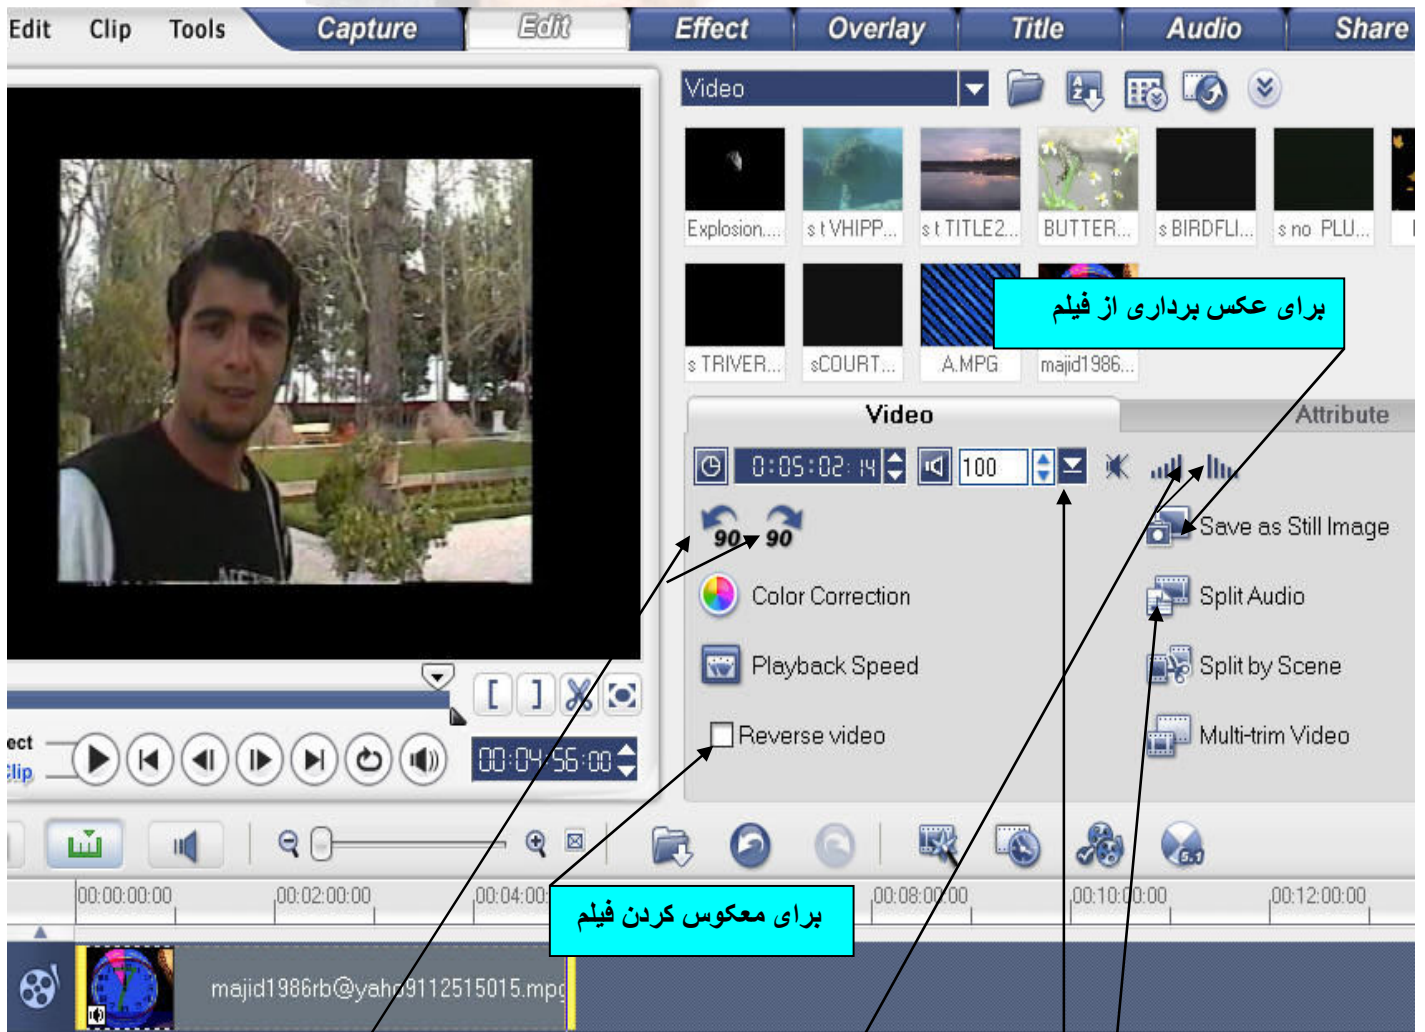 Edit Clip Tools Capture Edit Effect Overlay Title Audio Share
Video
Explosion.... s t VHIPP... s t TITLE2... BUTTER... s BIRDFLI... s no PLU...
برای عکس برداری از فیلم
s TRIVER... sCOURT... A.MPG majid1986...
Video Attribute
0:05:02:14 100
90 90 Save as Still Image
Color Correction Split Audio
Playback Speed Split by Scene
Reverse video Multi-trim Video
ect
Clip
00:04:56:00
5.1
00:00:00:00 00:02:00:00 00:04:00: 00:08:00:00 00:10:00:00 00:12:00:00
برای معکوس کردن فیلم
majid1986rb@yaho9112515015.mpg